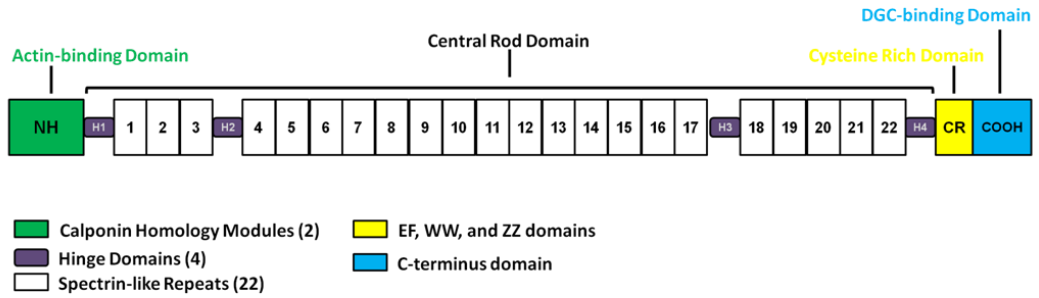 DGC-binding Domain
Central Rod Domain
Actin-binding Domain
Cysteine Rich Domain
NH H1 1 2 3 H2 4 5 6 7 8 9 10 11 12 13 14 15 16 17 H3 18 19 20 21 22 H4 CR COOH
Calponin Homology Modules (2)
EF, WW, and ZZ domains
Hinge Domains (4)
C-terminus domain
Spectrin-like Repeats (22)